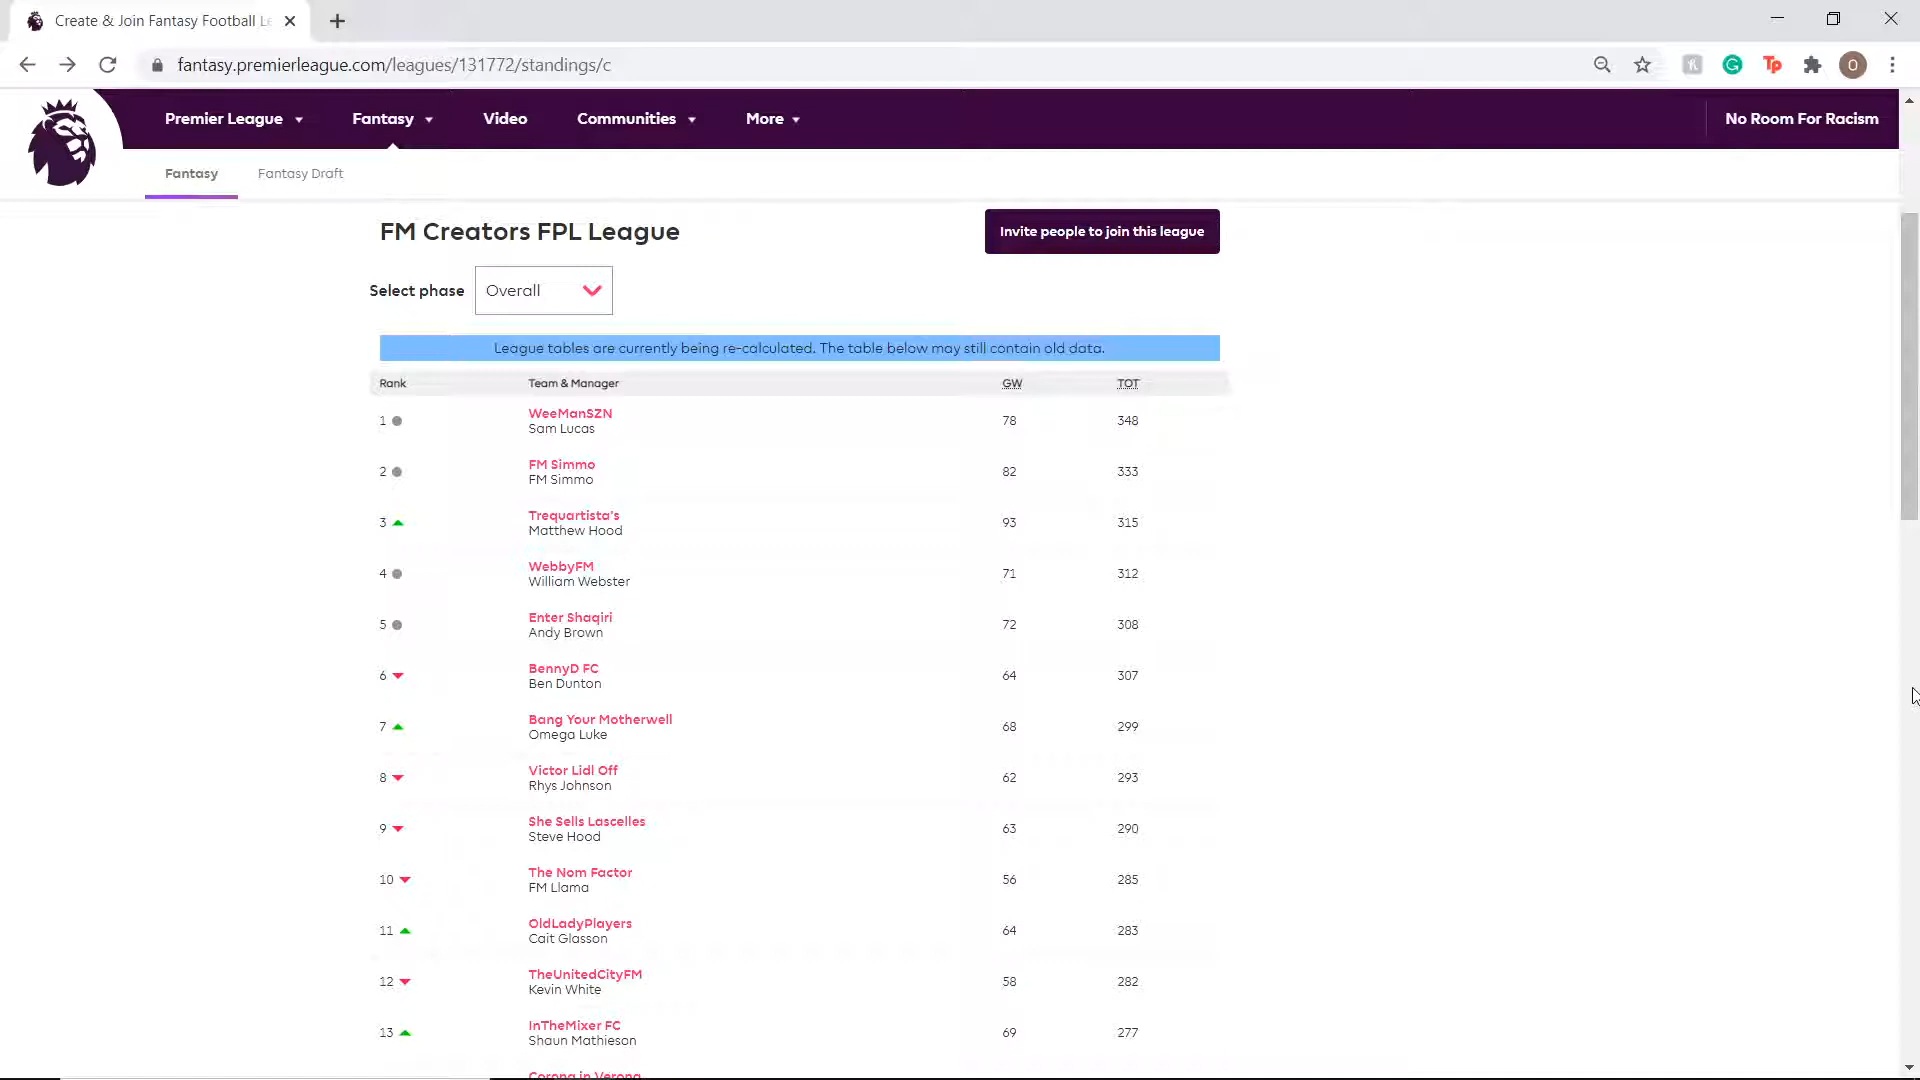 Create & Join Fantasy Football Le
fantasy.premierleague.com/leagues/131772/standings/c
Tp
O
Premier League Fantasy Video Communities More No Room For Racism
Fantasy Fantasy Draft
FM Creators FPL League Invite people to join this league
Select phase Overall
League tables are currently being re-calculated. The table below may still contain old data.
Rank Team & Manager GW TOT
1 WeeManSZN 78 348
Sam Lucas
2 FM Simmo 82 333
FM Simmo
3 Trequartista's 93 315
Matthew Hood
4 WebbyFM 71 312
William Webster
5 Enter Shaqiri 72 308
Andy Brown
6 BennyD FC 64 307
Ben Dunton
7 Bang Your Motherwell 68 299
Omega Luke
8 Victor Lidl Off 62 293
Rhys Johnson
9 She Sells Lascelles 63 290
Steve Hood
10 The Nom Factor 56 285
FM Llama
11 OldLadyPlayers 64 283
Cait Glasson
12 TheUnitedCityFM 58 282
Kevin White
13 InTheMixer FC 69 277
Shaun Mathieson
Corona in Verona